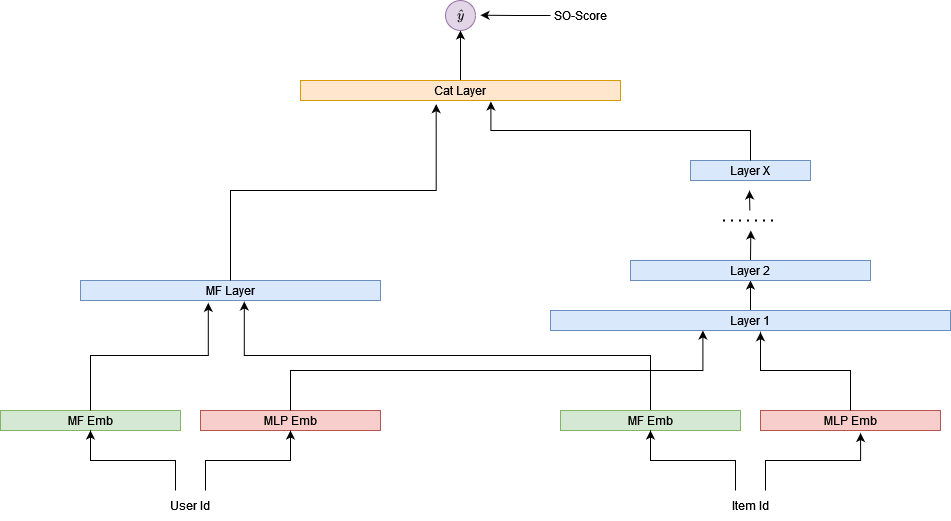 ŷ
SO-Score
Cat Layer
Layer X
.......
Layer 2
MF Layer
Layer 1
MF Emb
MLP Emb
MF Emb
MLP Emb
User Id
Item Id